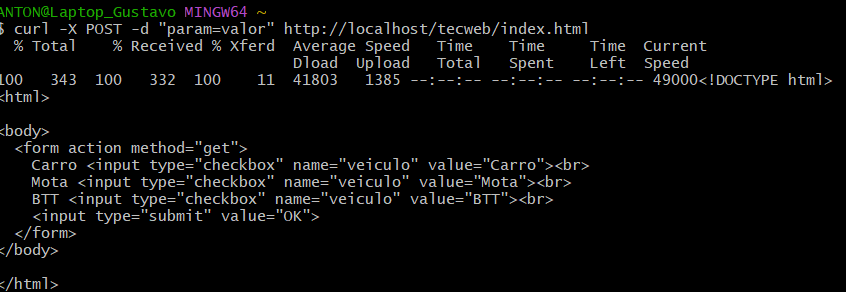 ANTON@Laptop_Gustavo MINGW64 ~
$ curl -X POST -d "param=valor" http://localhost/tecweb/index.html
  % Total    % Received % Xferd  Average Speed   Time    Time     Time  Current
                                 Dload  Upload   Total   Spent    Left  Speed
100   343  100   332  100    11  41803   1385 --:--:-- --:--:-- --:--:-- 49000<!DOCTYPE html>
<html>
<body>
  <form action method="get">
    Carro <input type="checkbox" name="veiculo" value="Carro"><br>
    Mota <input type="checkbox" name="veiculo" value="Mota"><br>
    BTT <input type="checkbox" name="veiculo" value="BTT"><br>
    <input type="submit" value="OK">
  </form>
</body>
</html>